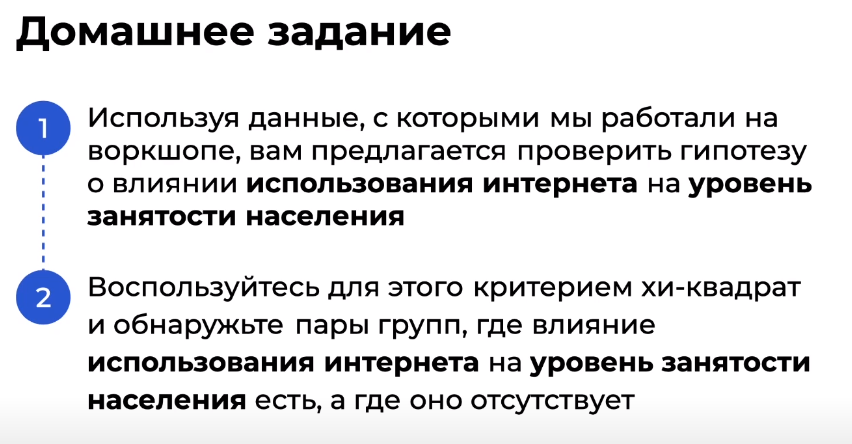 Домашнее задание
1
Используя данные, с которыми мы работали на
воркшопе, вам предлагается проверить гипотезу
о влиянии использования интернета на уровень
занятости населения
2
Воспользуйтесь для этого критерием хи-квадрат
и обнаружьте пары групп, где влияние
использования интернета на уровень занятости
населения есть, а где оно отсутствует